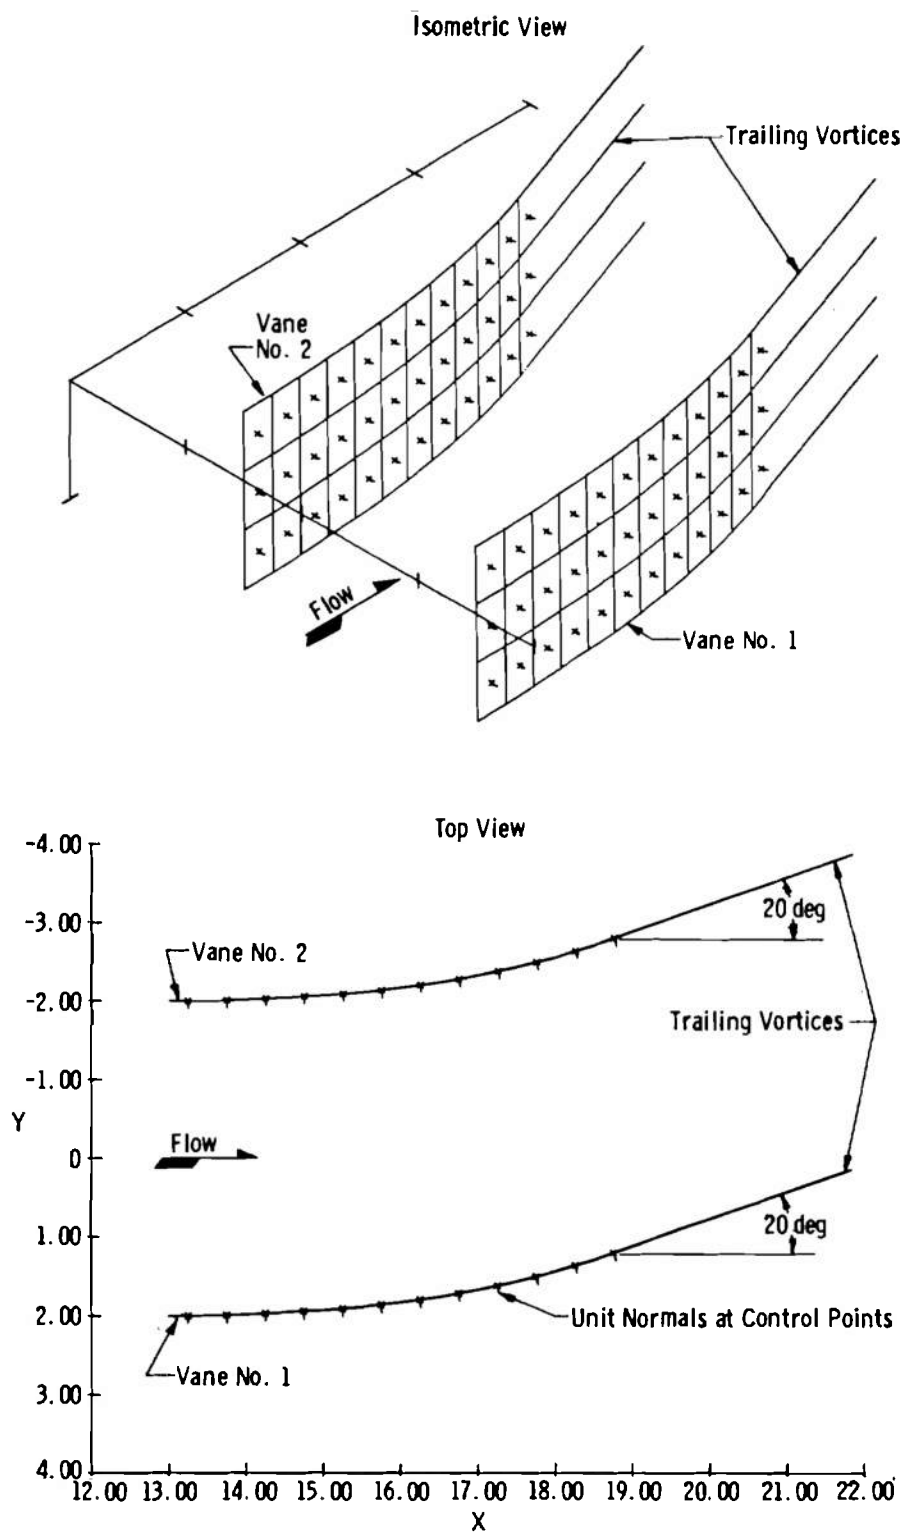 Isometric View
Trailing Vortices
Vane
No. 2
Flow
Vane No. 1
Top View
-4.00
-3.00
-2.00
-1.00
0
1.00
2.00
3.00
4.00
Y
20 deg
Vane No. 2
Trailing Vortices
Flow
20 deg
Unit Normals at Control Points
Vane No. 1
12.00 13.00 14.00 15.00 16.00 17.00 18.00 19.00 20.00 21.00 22.00
X